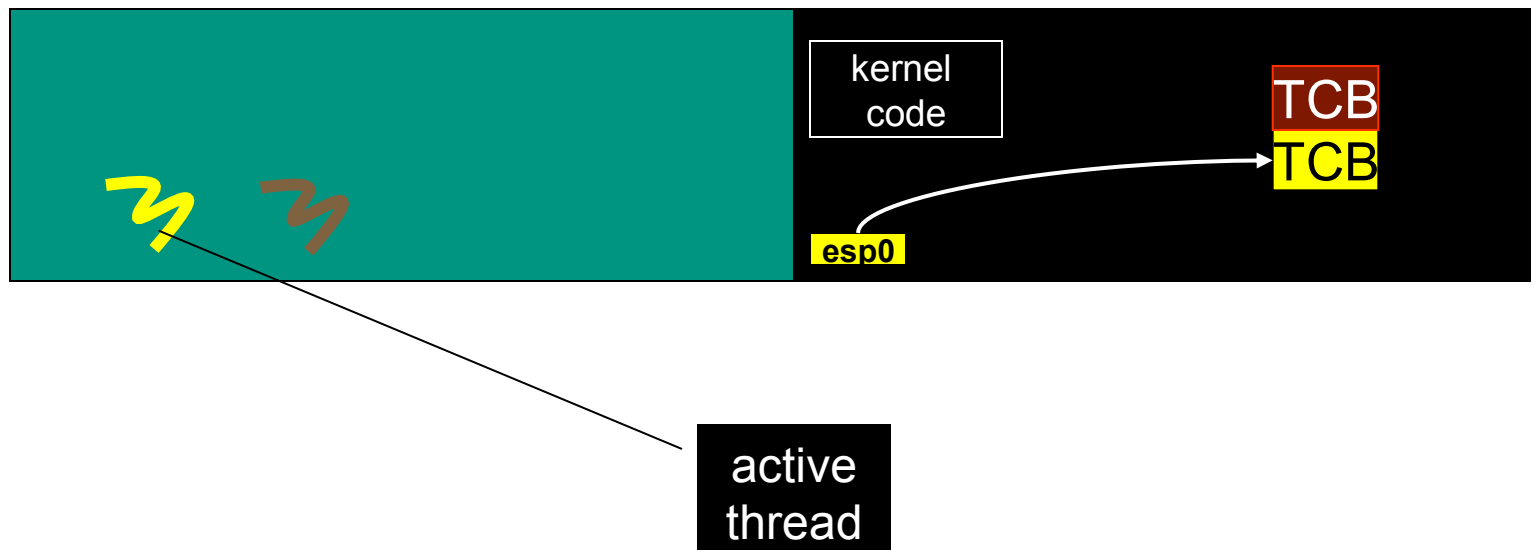 kernel
code
TCB
TCB
esp0
active
thread